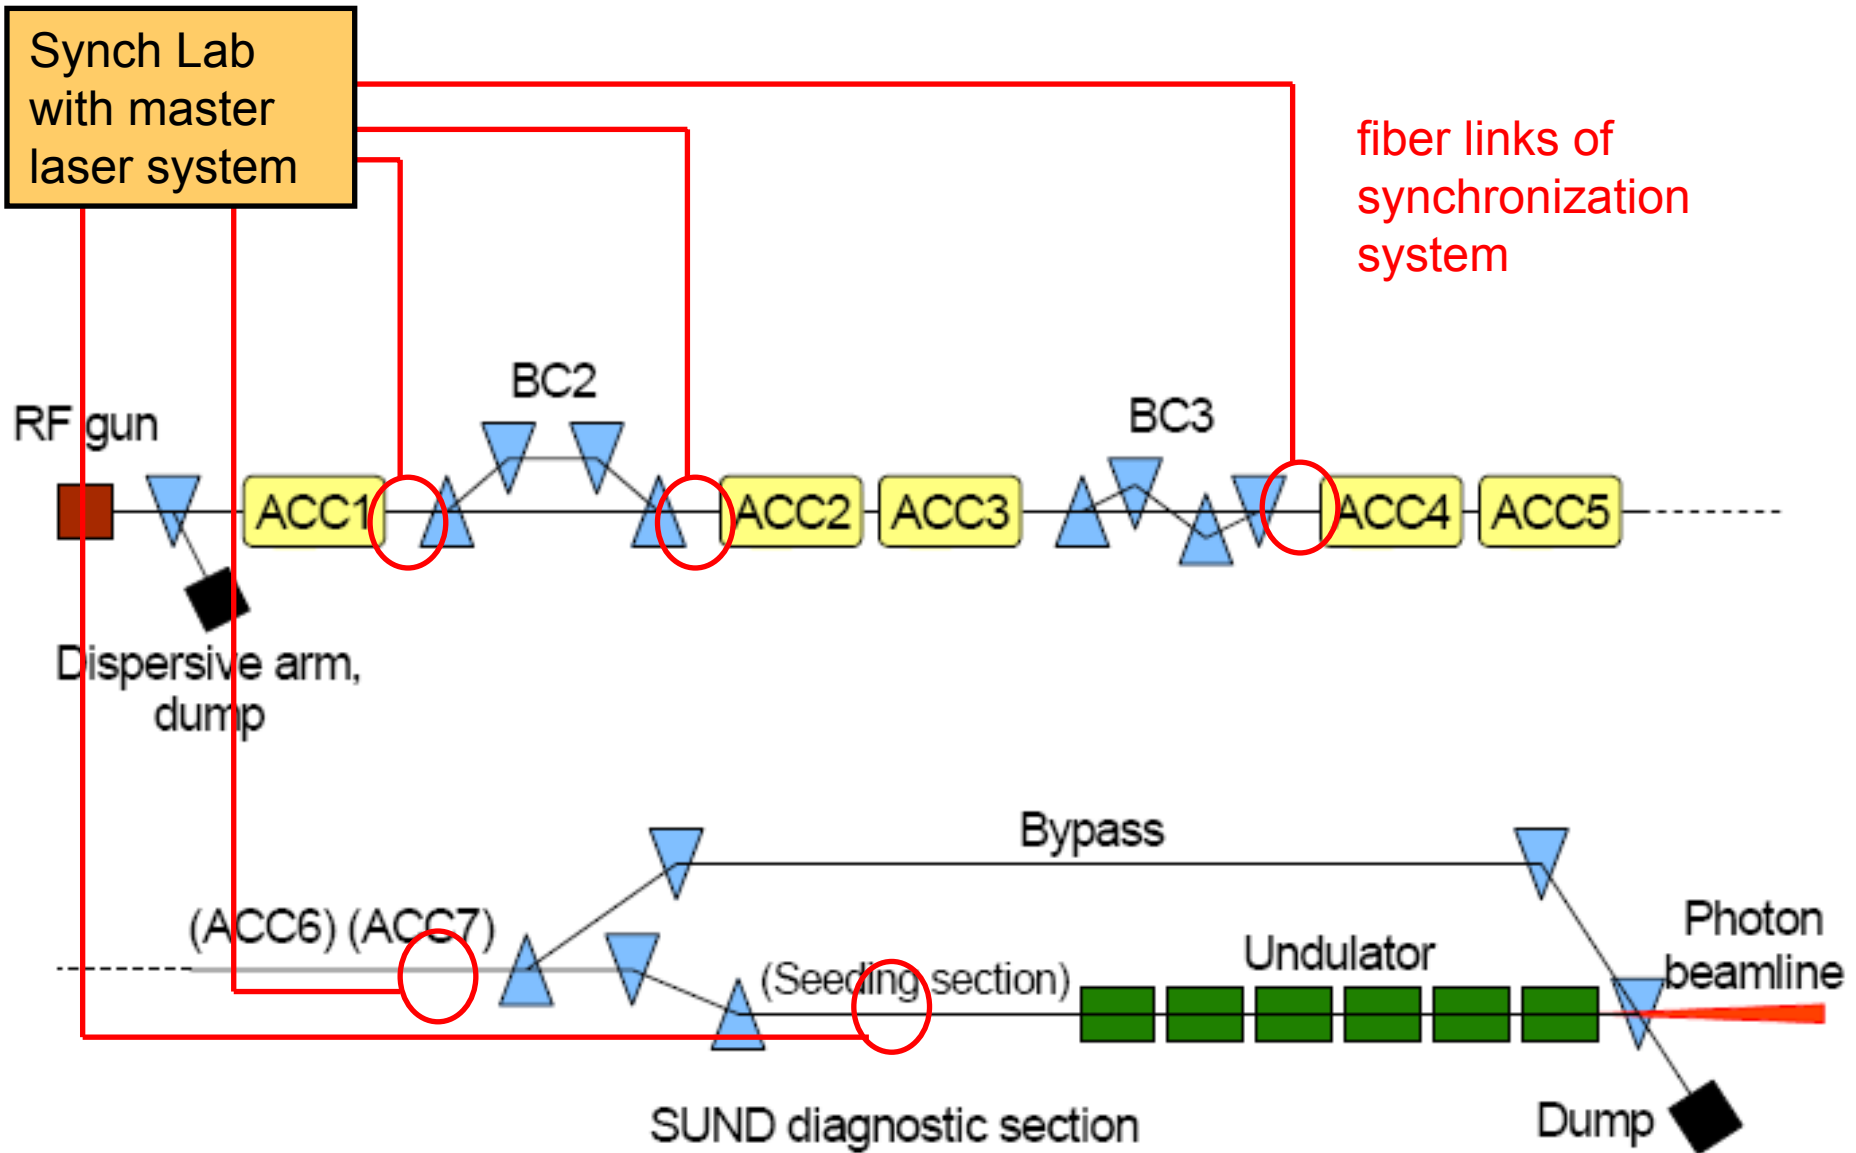 Synch Lab
with master
laser system
fiber links of
synchronization
system
BC2
BC3
RF gun
ACC1
ACC2
ACC3
ACC4
ACC5
Dispersive arm,
dump
Bypass
(ACC6) (ACC7)
(Seeding section)
Undulator
Photon
beamline
SUND diagnostic section
Dump